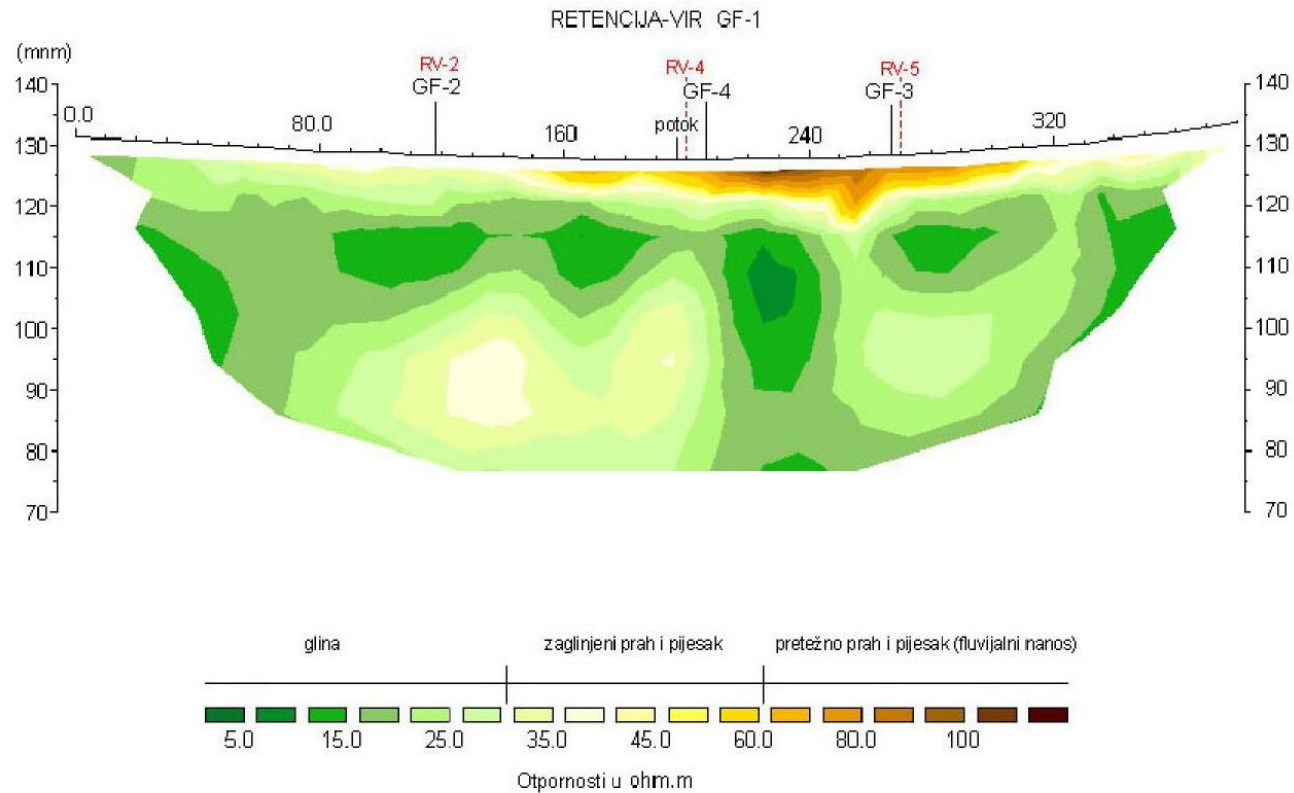 RETENCIJA-VIR GF-1
(mnm)
RV-2 RV-4 RV-5
GF-2 GF-4 GF-3
140 140
0.0 80.0 160 potok 240 320
130 130
120 120
110 110
100 100
90 90
80 80
70 70
glina zaglinjeni prah i pijesak pretežno prah i pijesak (fluvijalni nanos)
5.0 15.0 25.0 35.0 45.0 60.0 80.0 100
Otpornosti u ohm.m